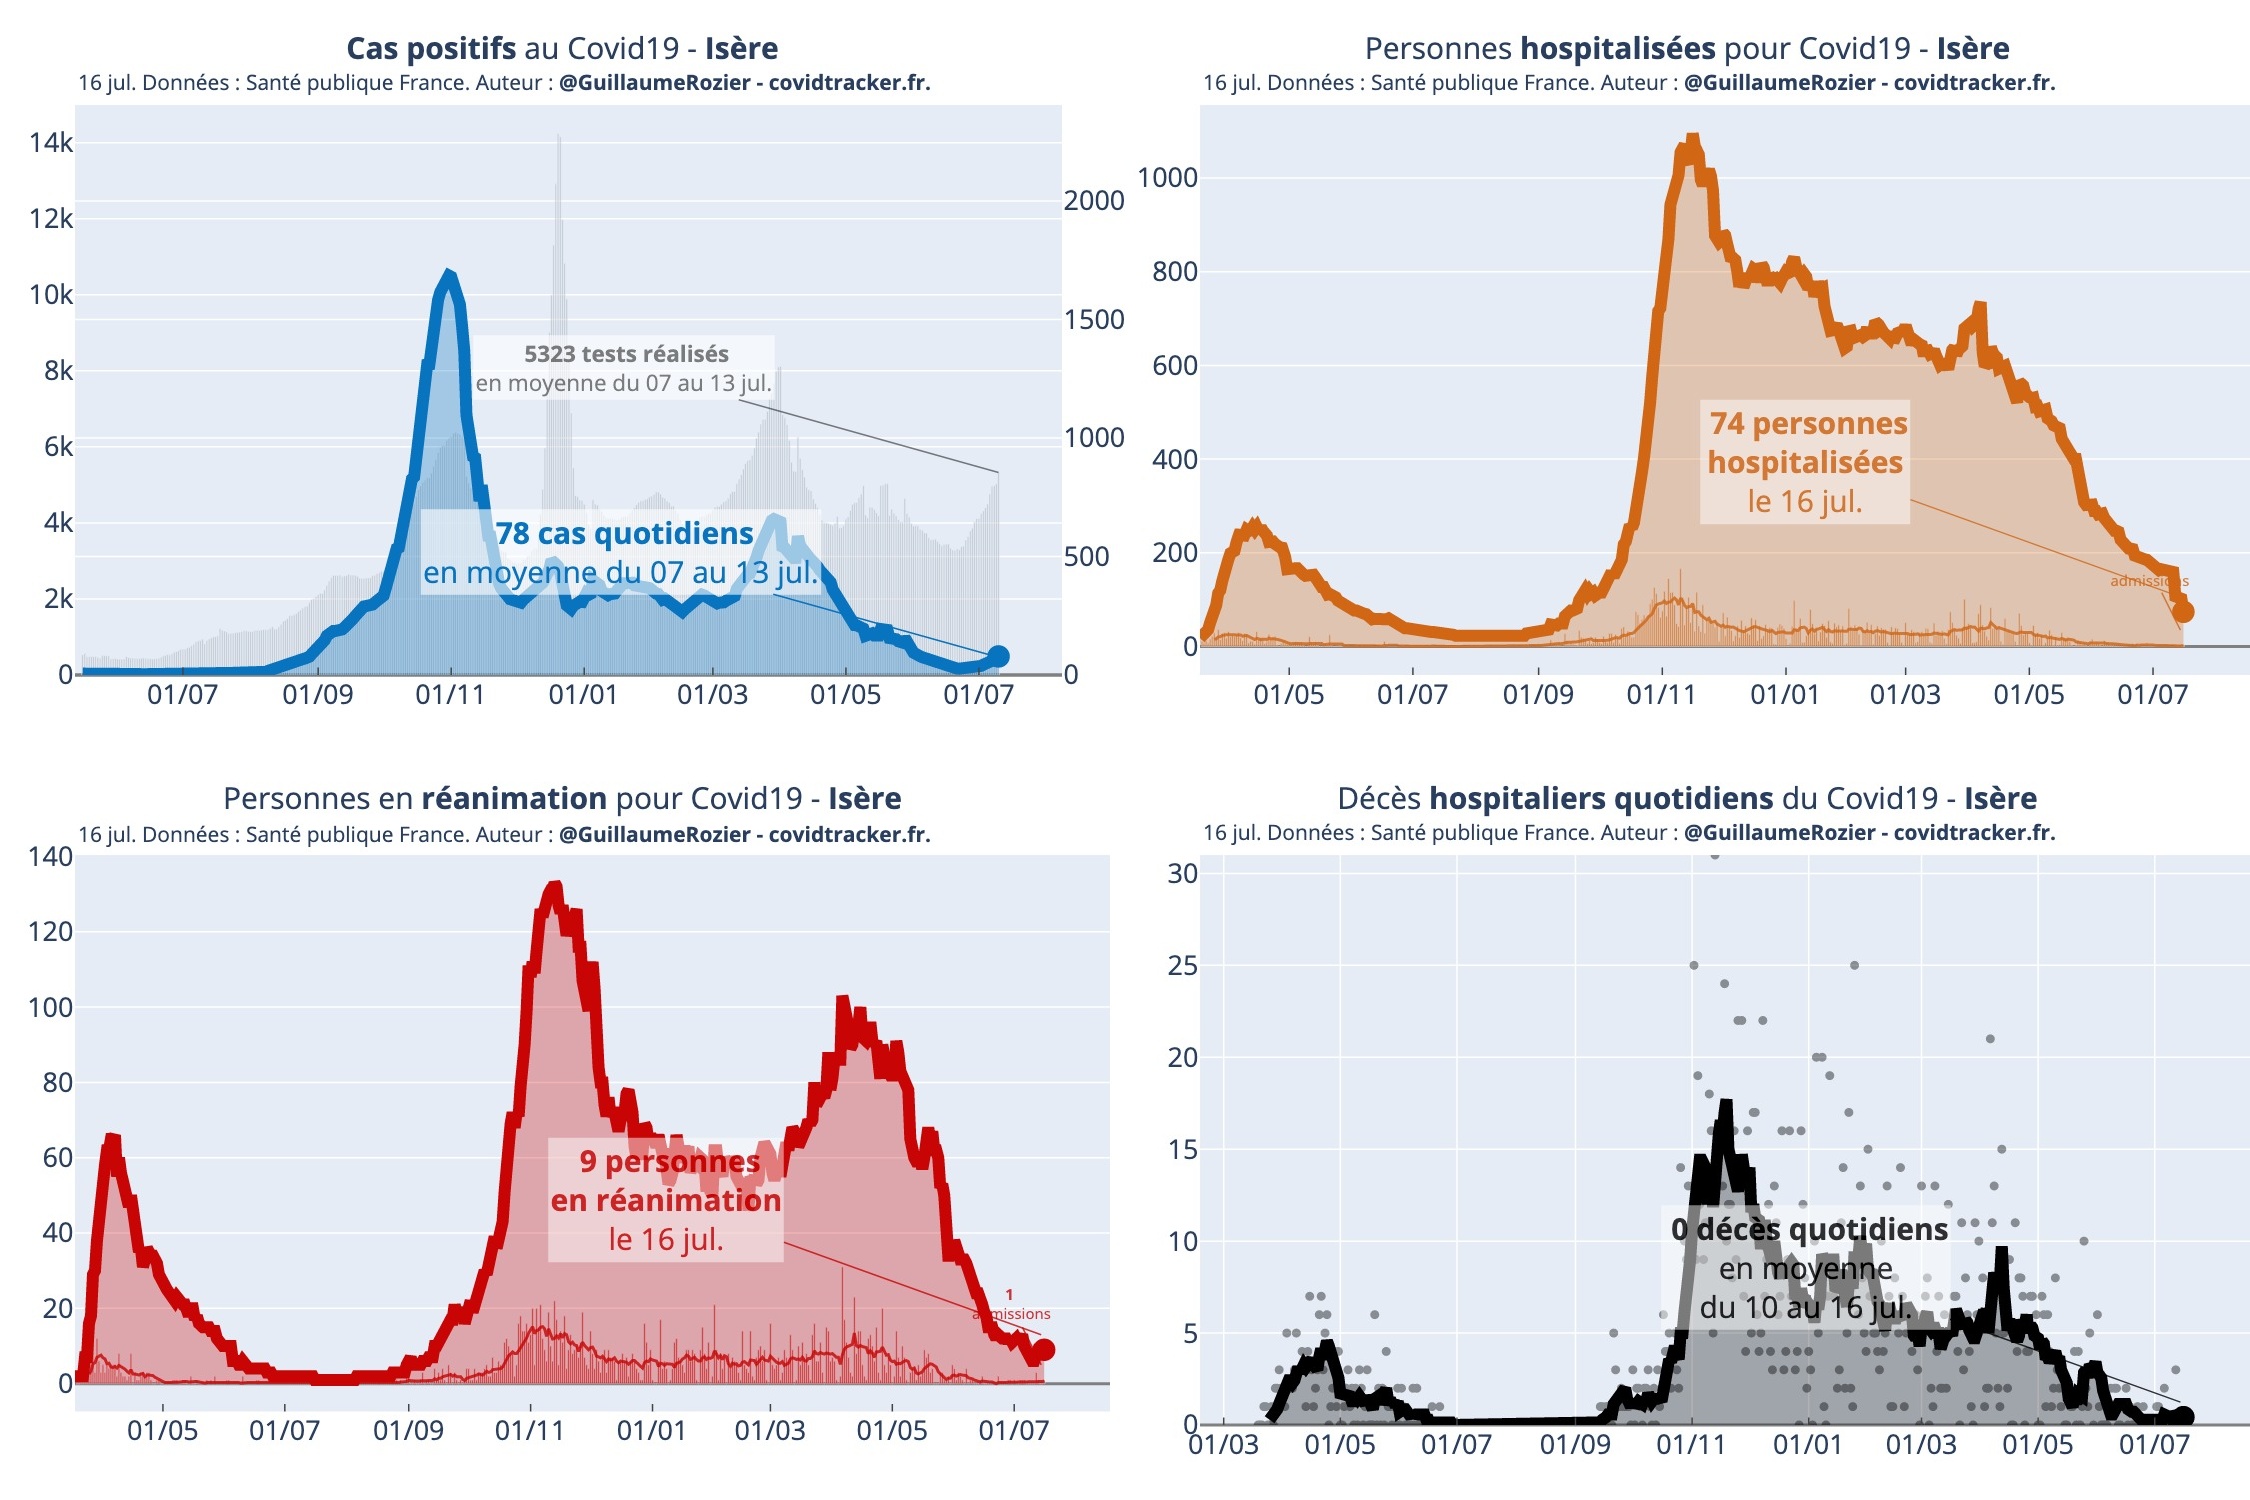 Cas positifs au Covid19 - Isère
16 jul. Données : Santé publique France. Auteur : @GuillaumeRozier - covidtracker.fr.
14k
12k
10k
8k
6k
4k
2k
0
2000
1500
1000
500
0
5323 tests réalisés
en moyenne du 07 au 13 jul.
78 cas quotidiens
en moyenne du 07 au 13 jul.
01/07 01/09 01/11 01/01 01/03 01/05 01/07
Personnes hospitalisées pour Covid19 - Isère
16 jul. Données : Santé publique France. Auteur : @GuillaumeRozier - covidtracker.fr.
1000
800
600
400
200
0
74 personnes
hospitalisées
le 16 jul.
admissions
01/05 01/07 01/09 01/11 01/01 01/03 01/05 01/07
Personnes en réanimation pour Covid19 - Isère
16 jul. Données : Santé publique France. Auteur : @GuillaumeRozier - covidtracker.fr.
140
120
100
80
60
40
20
0
9 personnes
en réanimation
le 16 jul.
1
admissions
01/05 01/07 01/09 01/11 01/01 01/03 01/05 01/07
Décès hospitaliers quotidiens du Covid19 - Isère
16 jul. Données : Santé publique France. Auteur : @GuillaumeRozier - covidtracker.fr.
30
25
20
15
10
5
0
0 décès quotidiens
en moyenne
du 10 au 16 jul.
01/03 01/05 01/07 01/09 01/11 01/01 01/03 01/05 01/07